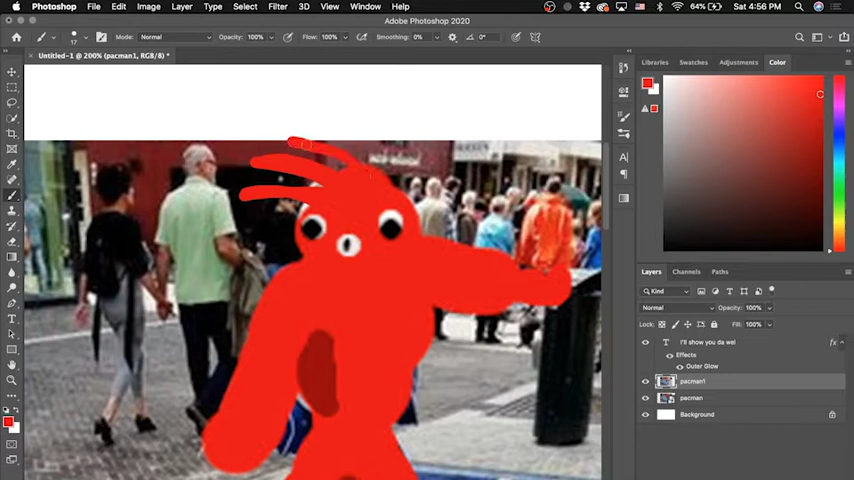 Photoshop File Edit Image Layer Type Select Filter 3D View Window Help 64% Sat 4:56 PM
Adobe Photoshop 2020
17 Mode: Normal Opacity: 100% Flow: 100% Smoothing: 0% 0°
Untitled-1 @ 200% (pacman1, RGB/8) *
Libraries Swatches Adjustments Color
Layers Channels Paths
Kind
Normal Opacity: 100%
Lock: Fill: 100%
T I'll show you da wei fx
Effects
Outer Glow
pacman1
pacman
Background